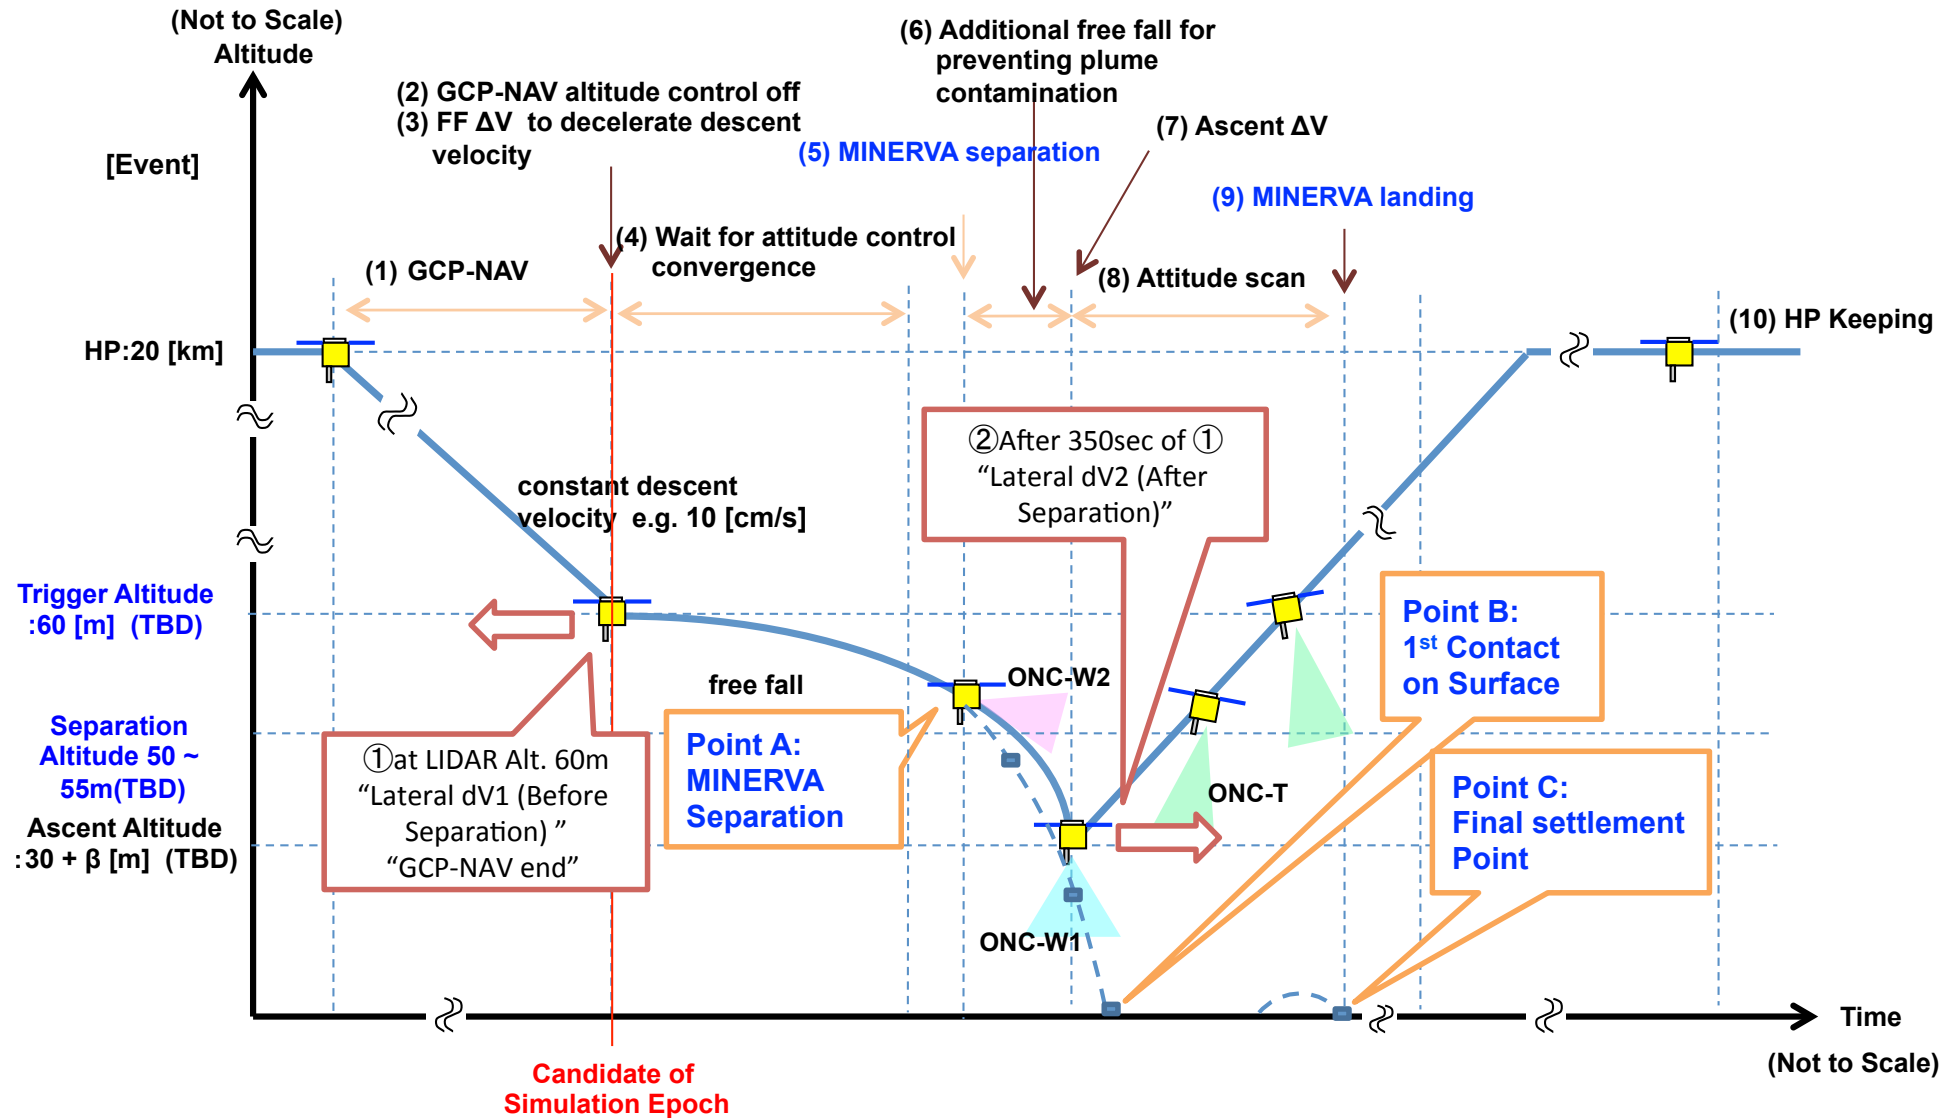 (Not to Scale)
Altitude
[Event]
(2) GCP-NAV altitude control off
(3) FF ΔV to decelerate descent
velocity
(6) Additional free fall for
preventing plume
contamination
(5) MINERVA separation
(7) Ascent ΔV
(9) MINERVA landing
(1) GCP-NAV
(4) Wait for attitude control
convergence
(8) Attitude scan
(10) HP Keeping
HP:20 [km]
constant descent
velocity e.g. 10 [cm/s]
②After 350sec of ①
“Lateral dV2 (After
Separation)”
Trigger Altitude
:60 [m] (TBD)
Separation
Altitude 50 ~
55m(TBD)
Ascent Altitude
:30 + β [m] (TBD)
free fall
ONC-W2
①at LIDAR Alt. 60m
“Lateral dV1 (Before
Separation) ”
“GCP-NAV end”
Point A:
MINERVA
Separation
ONC-T
ONC-W1
Point B:
1st Contact
on Surface
Point C:
Final settlement
Point
Time
(Not to Scale)
Candidate of
Simulation Epoch